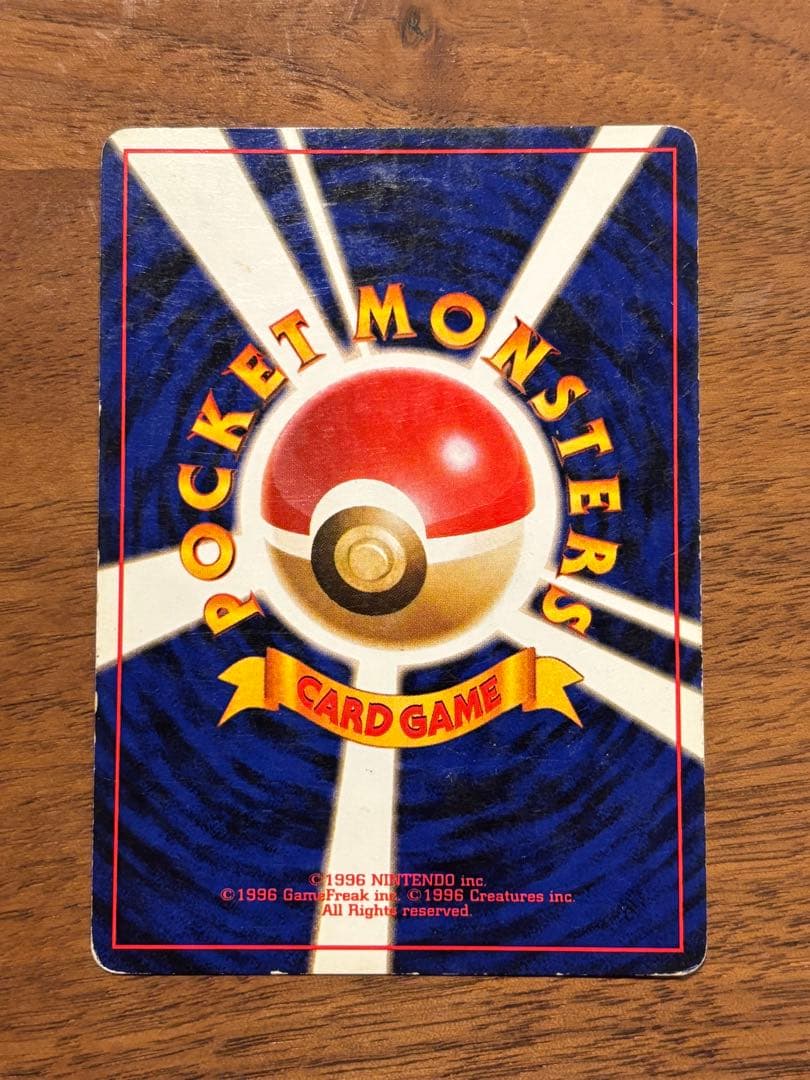 POCKET MONSTERS
CARD GAME
©1996 NINTENDO inc.
©1996 GameFreak inc. ©1996 Creatures inc.
All Rights reserved.